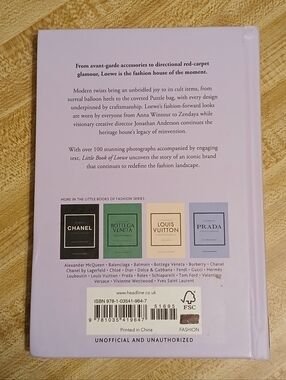 From avant-garde accessories to directional red-carpet
glamour, Loewe is the fashion house of the moment.
Modern twists bring an unbridled joy to its cult items, from
surreal balloon heels to the coveted Puzzle bag, with every design
underpinned by craftsmanship. Loewe's fashion-forward looks
are worn by everyone from Anna Wintour to Zendaya while
visionary creative director Jonathan Anderson continues the
heritage house's legacy of reinvention.
With over 100 stunning photographs accompanied by engaging
text, Little Book of Loewe uncovers the story of an iconic brand
that continues to redefine the fashion landscape.
MORE IN THE LITTLE BOOKS OF FASHION SERIES:
CHANEL
BOTTEGA
VENETA
LOUIS
VUITTON
PRADA
Alexander McQueen • Balenciaga • Balmain • Bottega Veneta • Burberry • Chanel
Chanel by Lagerfeld • Chloé • Dior • Dolce & Gabbana • Fendi • Gucci • Hermès
Louboutin • Louis Vuitton • Prada • Rolex • Schiaparelli • Tom Ford • Valentino
Versace • Vivienne Westwood • Yves Saint Laurent
www.headline.co.uk
ISBN 978-1-03541-964-7
51695
9 781035 419647
FSC
Printed in China
FASHION
UNOFFICIAL AND UNAUTHORIZED